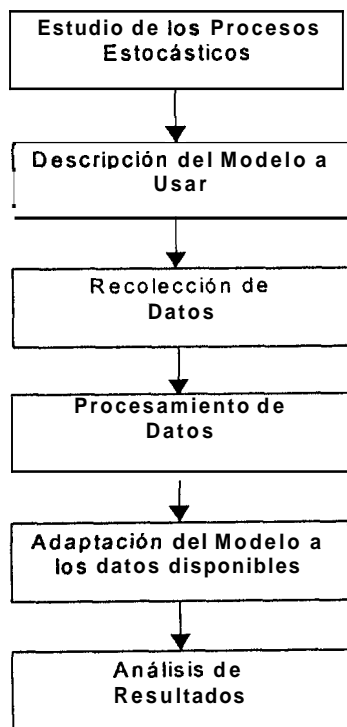 Estudio de los Procesos
Estocásticos
Descripción del Modelo a
Usar
Recolección de
Datos
Procesamiento de
Datos
Adaptación del Modelo a
los datos disponibles
Análisis de
Resultados